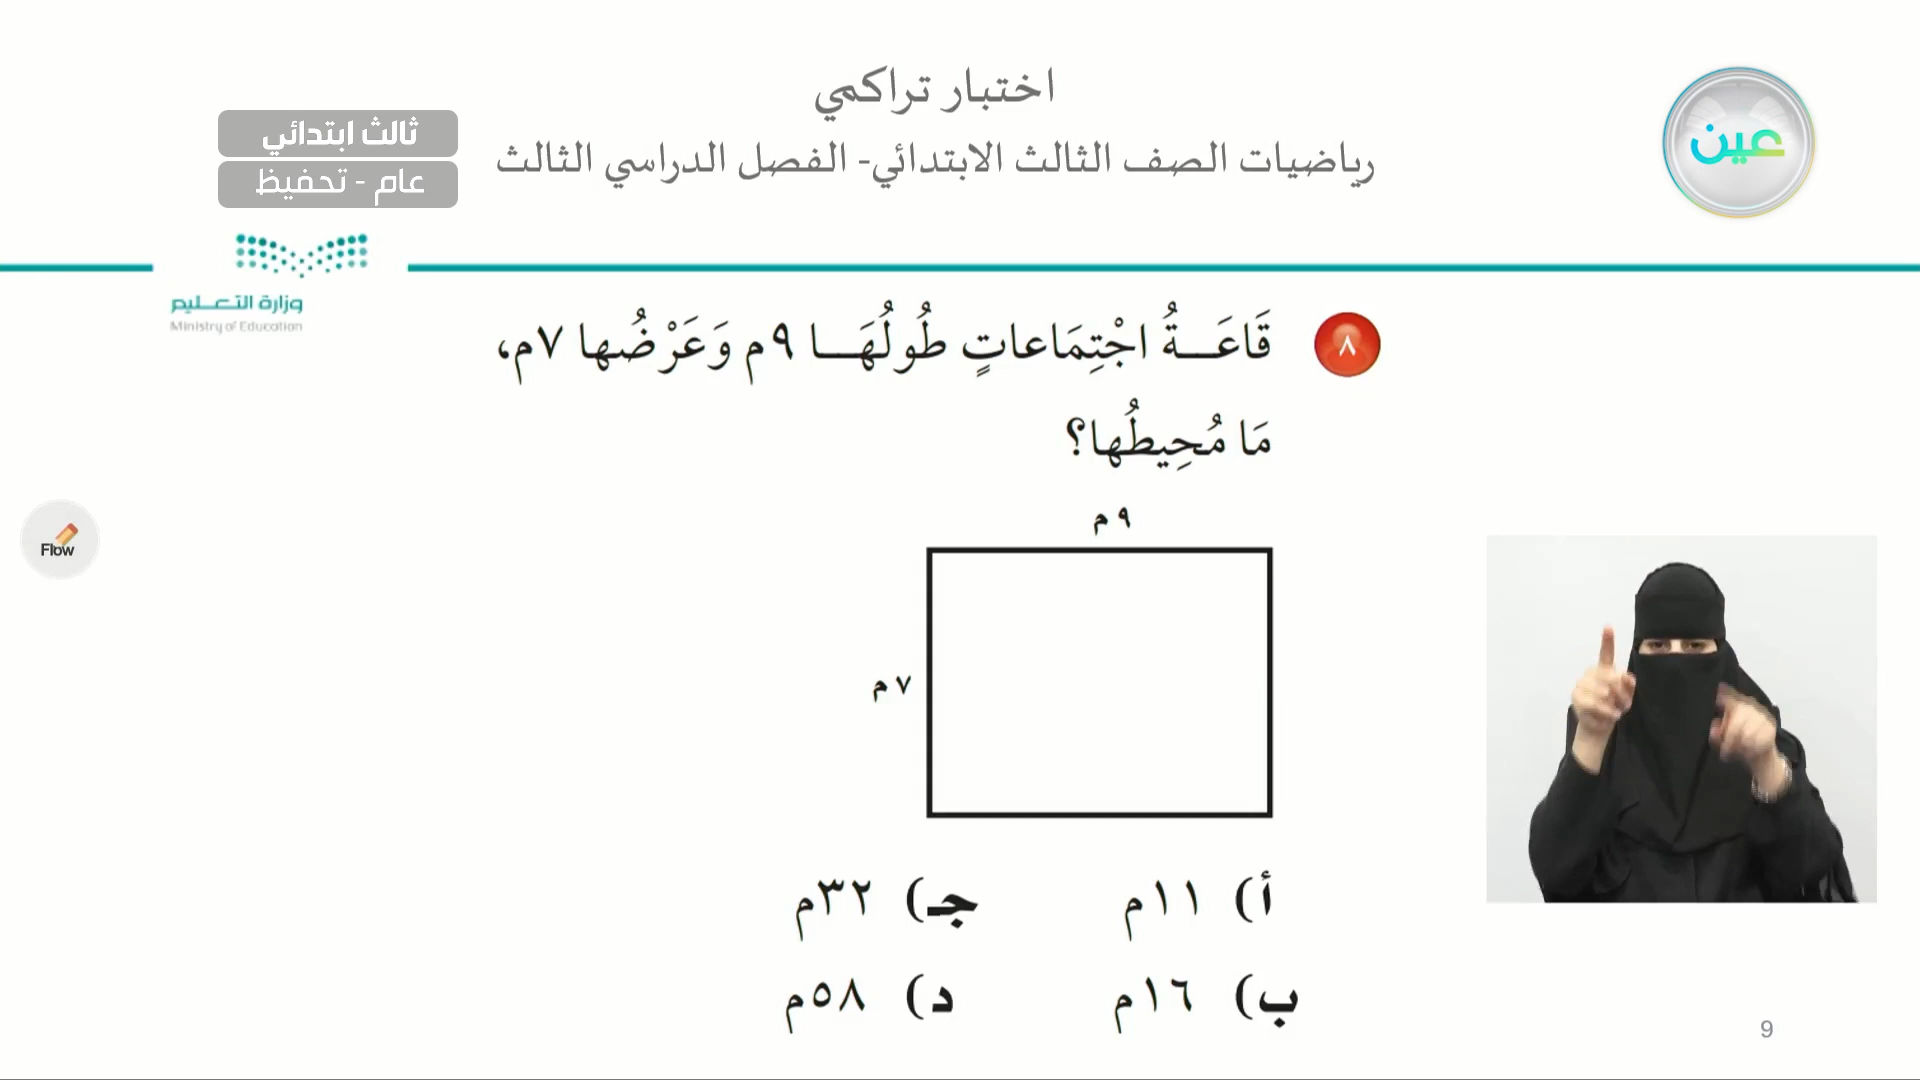 اختبار تراكمي
رياضيات الصف الثالث الابتدائي- الفصل الدراسي الثالث
عين
ثالث ابتدائي
عام - تحفيظ
وزارة التعليم
Ministry of Education
٨ قَاعَةُ اجْتِمَاعاتٍ طُولُهَا ٩م وَعَرْضُها ٧م،
مَا مُحِيطُها؟
٩ م
٧ م
Flow
أ) ١١م
جـ) ٣٢م
ب) ١٦م
د) ٥٨م
9